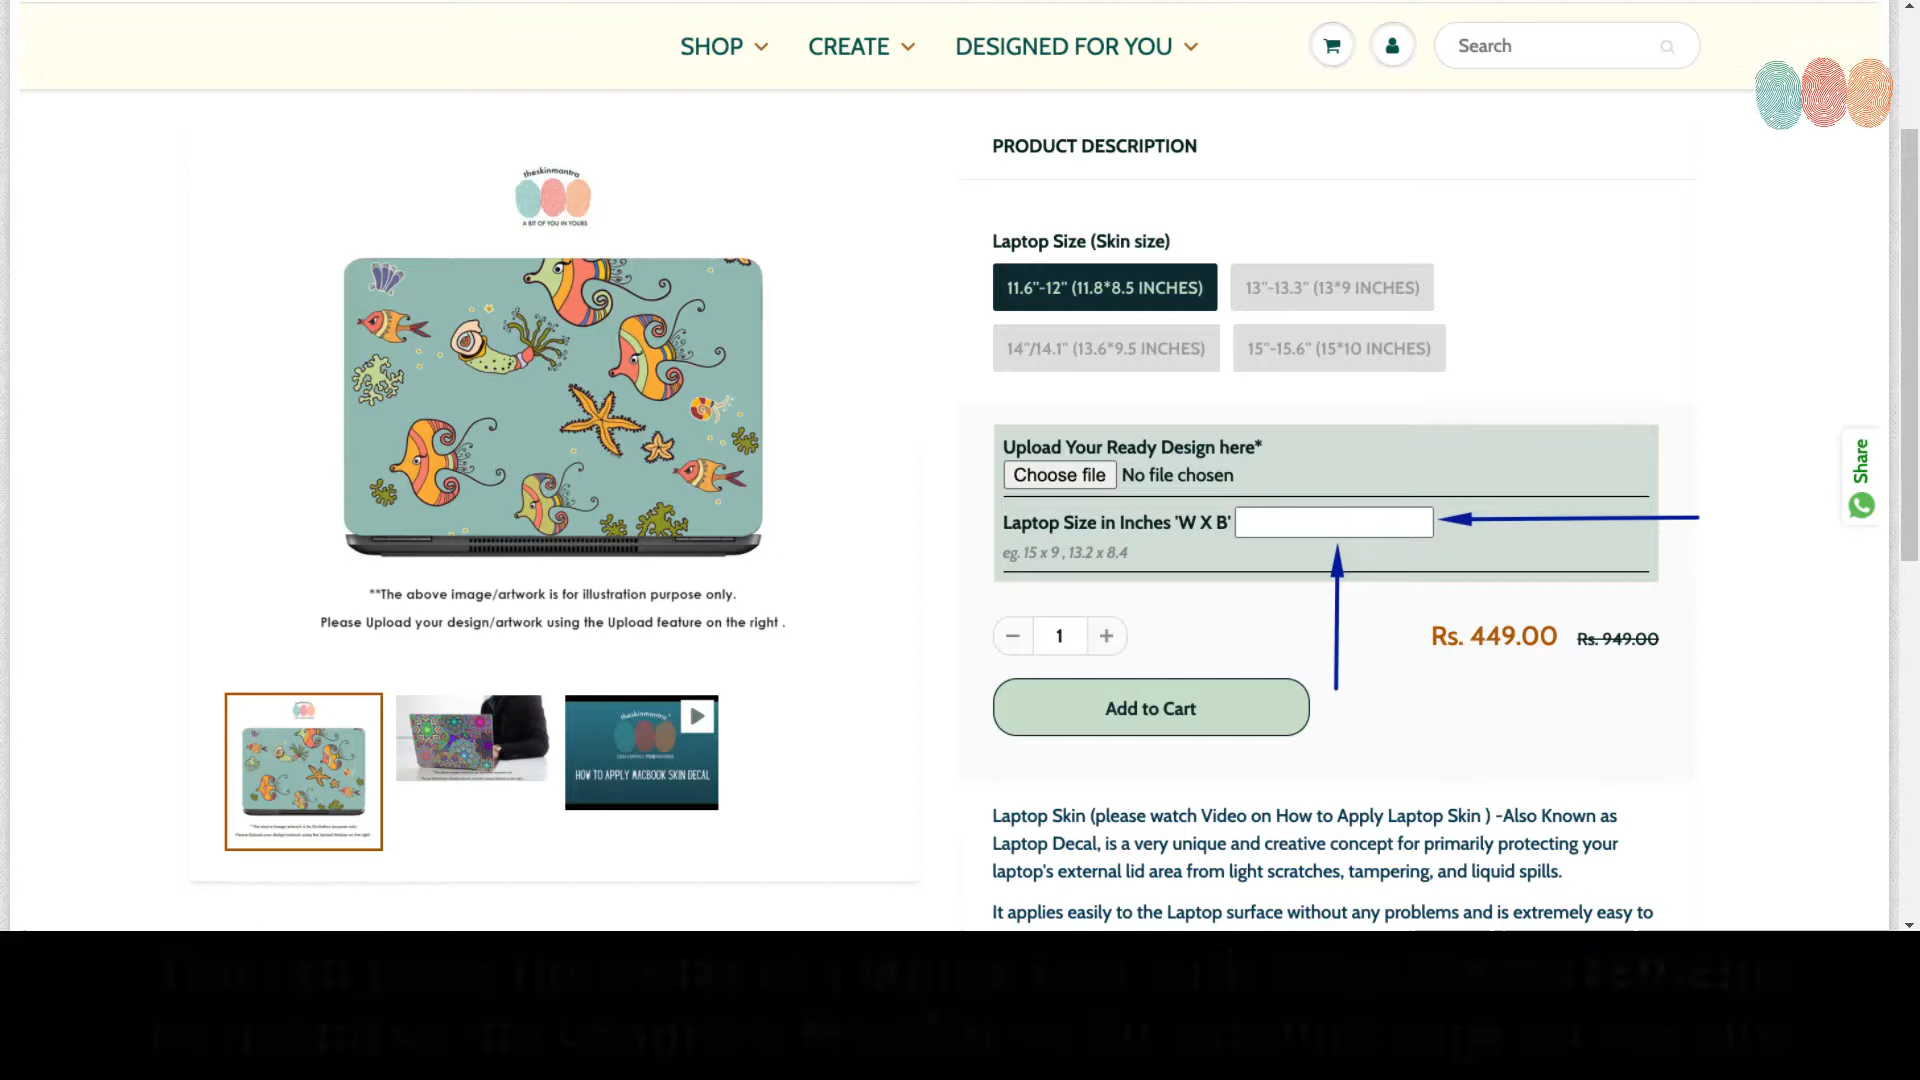 SHOP
CREATE
DESIGNED FOR YOU
Search
theskinmantra
A BIT OF YOU IN YOURS
**The above image/artwork is for illustration purpose only.
Please Upload your design/artwork using the Upload feature on the right .
theskinmantra
HOW TO APPLY MACBOOK SKIN DECAL
PRODUCT DESCRIPTION
Laptop Size (Skin size)
11.6"-12" (11.8*8.5 INCHES)
13"-13.3" (13*9 INCHES)
14"/14.1" (13.6*9.5 INCHES)
15"-15.6" (15*10 INCHES)
Upload Your Ready Design here*
Choose file No file chosen
Laptop Size in Inches 'W X B'
eg. 15 x 9 , 13.2 x 8.4
1
Rs. 449.00 Rs. 949.00
Add to Cart
Laptop Skin (please watch Video on How to Apply Laptop Skin ) -Also Known as
Laptop Decal, is a very unique and creative concept for primarily protecting your
laptop's external lid area from light scratches, tampering, and liquid spills.
It applies easily to the Laptop surface without any problems and is extremely easy to
Share